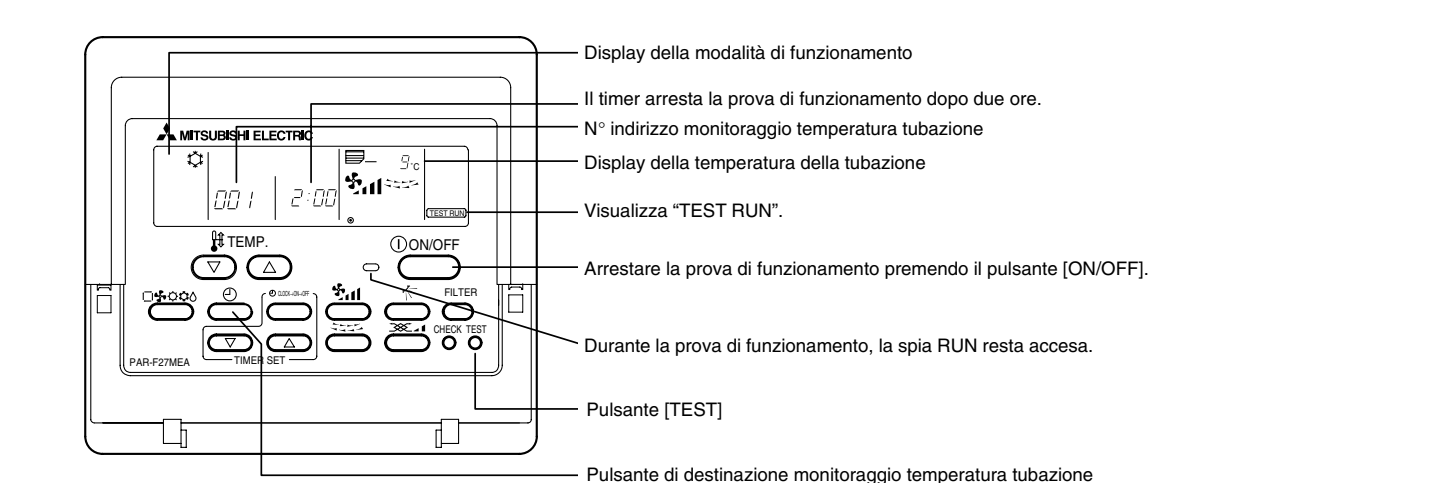 Display della modalità di funzionamento
Il timer arresta la prova di funzionamento dopo due ore.
N° indirizzo monitoraggio temperatura tubazione
MITSUBISHI ELECTRIC
Display della temperatura della tubazione
9°C
001 2:00
TEST RUN
Visualizza “TEST RUN”.
TEMP.
ON/OFF
Arrestare la prova di funzionamento premendo il pulsante [ON/OFF].
CLOCK→ON→OFF
FILTER
CHECK TEST
Durante la prova di funzionamento, la spia RUN resta accesa.
PAR-F27MEA
TIMER SET
Pulsante [TEST]
Pulsante di destinazione monitoraggio temperatura tubazione